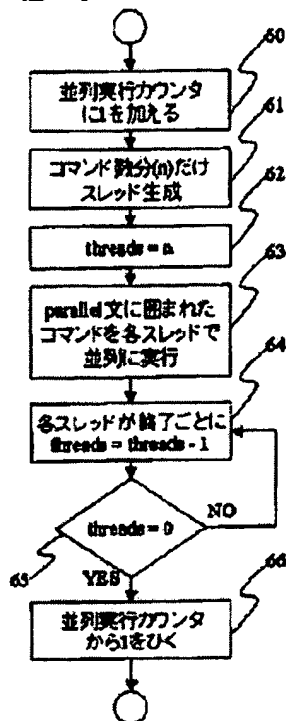 60
並列実行カウンタ
に1を加える
61
コマンド数分(n)だけ
スレッド生成
62
threads = n
63
parallel文に囲まれた
コマンドを各スレッドで
並列に実行
64
各スレッドが終了ごとに
threads = threads - 1
threads = 0
NO
65
YES
66
並列実行カウンタ
から1をひく